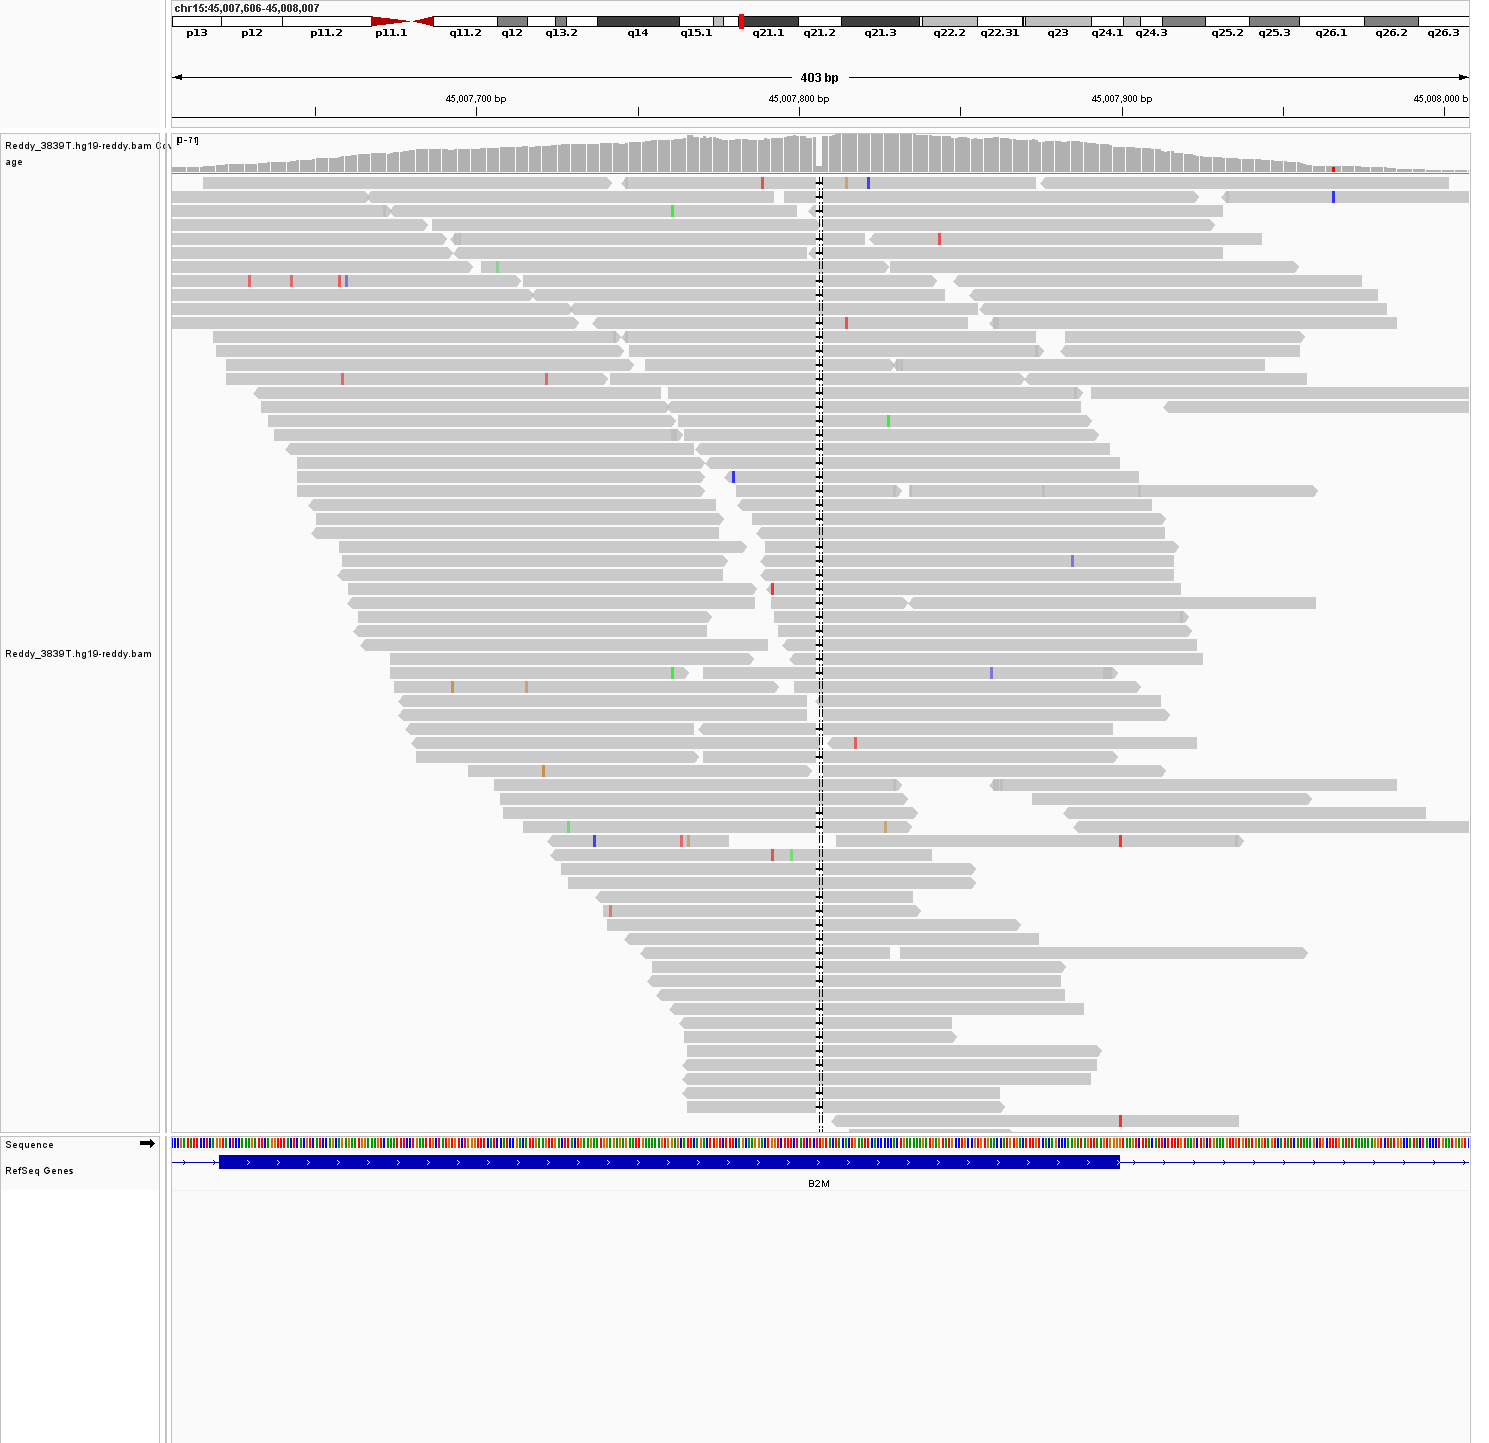 chr15:45,007,606-45,008,007
p13 p12 p11.2 p11.1 q11.2 q12 q13.2 q14 q15.1 q21.1 q21.2 q21.3 q22.2 q22.31 q23 q24.1 q24.3 q25.2 q25.3 q26.1 q26.2 q26.3
403 bp
45,007,700 bp 45,007,800 bp 45,007,900 bp 45,008,000 b
Reddy_3839T.hg19-reddy.bam Cov
age
[0-71]
Reddy_3839T.hg19-reddy.bam
Sequence
RefSeq Genes
B2M